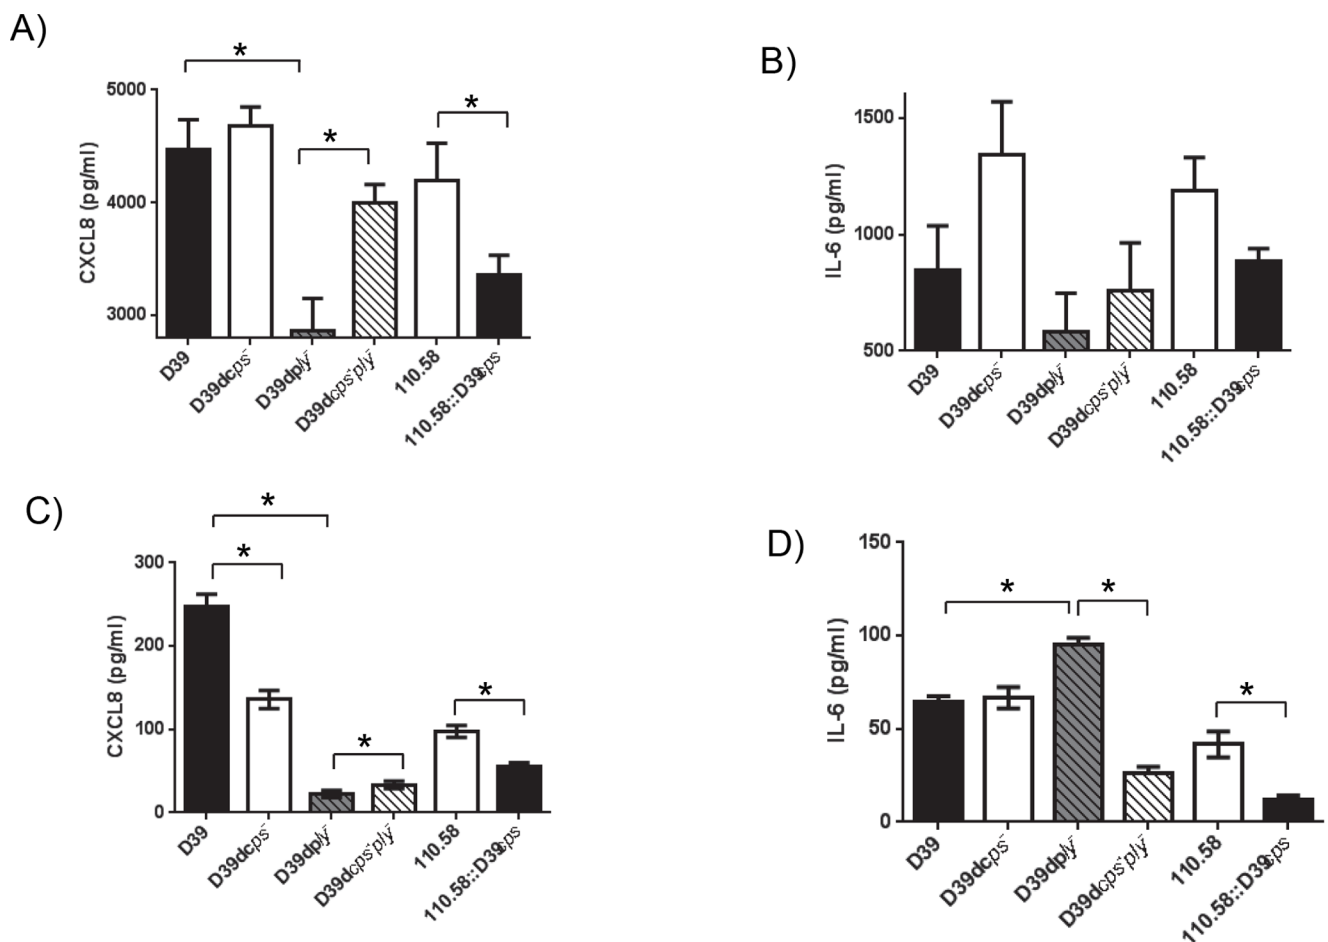 A)
*
*
*
5000
4000
3000
CXCL8 (pg/ml)
D39
D39dcps⁻
D39dply⁻
D39dcps⁻ply⁻
110.58
110.58::D39cps
B)
1500
1000
500
IL-6 (pg/ml)
D39
D39dcps⁻
D39dply⁻
D39dcps⁻ply⁻
110.58
110.58::D39cps
C)
*
*
*
*
300
200
100
0
CXCL8 (pg/ml)
D39
D39dcps⁻
D39dply⁻
D39dcps⁻ply⁻
110.58
110.58::D39cps
D)
*
*
*
150
100
50
0
IL-6 (pg/ml)
D39
D39dcps⁻
D39dply⁻
D39dcps⁻ply⁻
110.58
110.58::D39cps